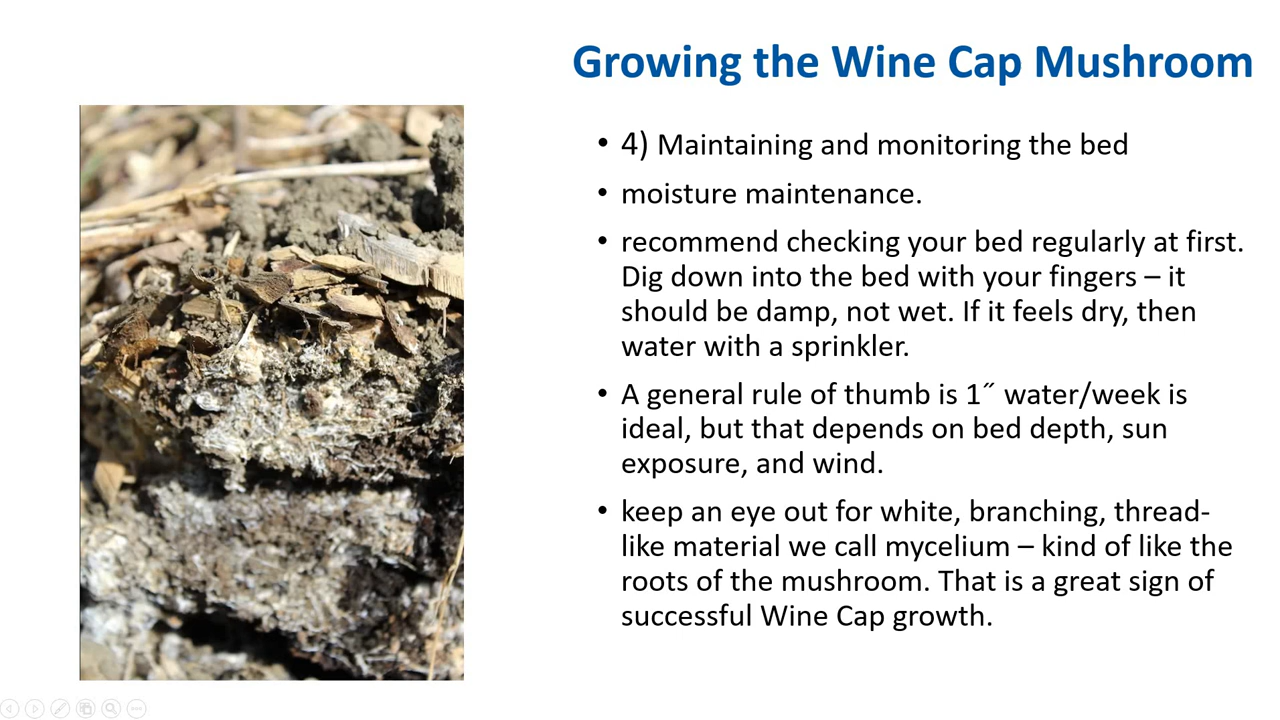 Growing the Wine Cap Mushroom
• 4) Maintaining and monitoring the bed
• moisture maintenance.
• recommend checking your bed regularly at first.
Dig down into the bed with your fingers – it
should be damp, not wet. If it feels dry, then
water with a sprinkler.
• A general rule of thumb is 1˝ water/week is
ideal, but that depends on bed depth, sun
exposure, and wind.
• keep an eye out for white, branching, thread-
like material we call mycelium – kind of like the
roots of the mushroom. That is a great sign of
successful Wine Cap growth.